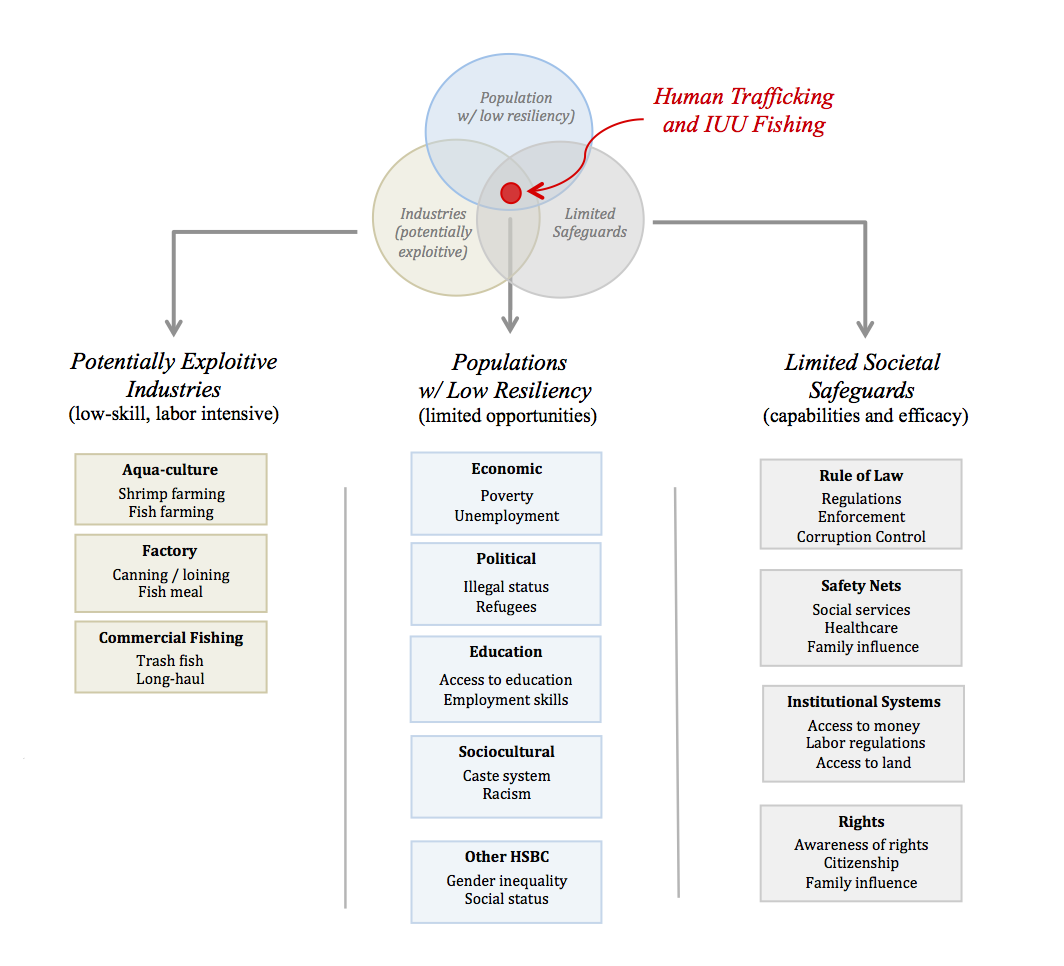 Population
w/ low resiliency)
Human Trafficking
and IUU Fishing
Industries
(potentially
exploitive)
Limited
Safeguards
Potentially Exploitive
Industries
(low-skill, labor intensive)
Aqua-culture
Shrimp farming
Fish farming
Factory
Canning / loining
Fish meal
Commercial Fishing
Trash fish
Long-haul
Populations
w/ Low Resiliency
(limited opportunities)
Economic
Poverty
Unemployment
Political
Illegal status
Refugees
Education
Access to education
Employment skills
Sociocultural
Caste system
Racism
Other HSBC
Gender inequality
Social status
Limited Societal
Safeguards
(capabilities and efficacy)
Rule of Law
Regulations
Enforcement
Corruption Control
Safety Nets
Social services
Healthcare
Family influence
Institutional Systems
Access to money
Labor regulations
Access to land
Rights
Awareness of rights
Citizenship
Family influence